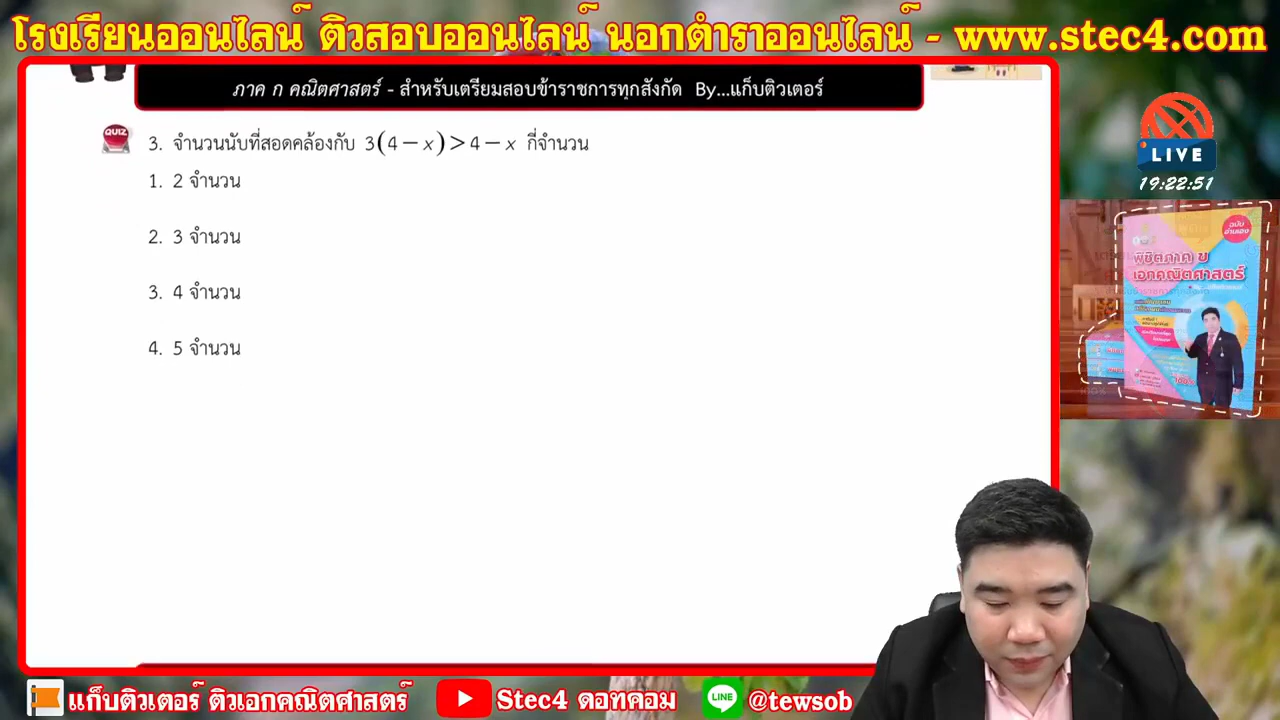 โรงเรียนออนไลน์ ติวสอบออนไลน์ นอกตำราออนไลน์ - www.stec4.com
ภาค ก คณิตศาสตร์ - สำหรับเตรียมสอบข้าราชการทุกสังกัด By...แก็บติวเตอร์
QUIZ
3. จำนวนนับที่สอดคล้องกับ 3(4 − x) > 4 − x กี่จำนวน
1. 2 จำนวน
2. 3 จำนวน
3. 4 จำนวน
4. 5 จำนวน
LIVE
19:22:51
ฉบับ
อ่านเอง
พิชิตภาค ข
เอกคณิตศาสตร์
แก็บติวเตอร์ ติวเอกคณิตศาสตร์
Stec4 ดอทคอม
LINE
@tewsob